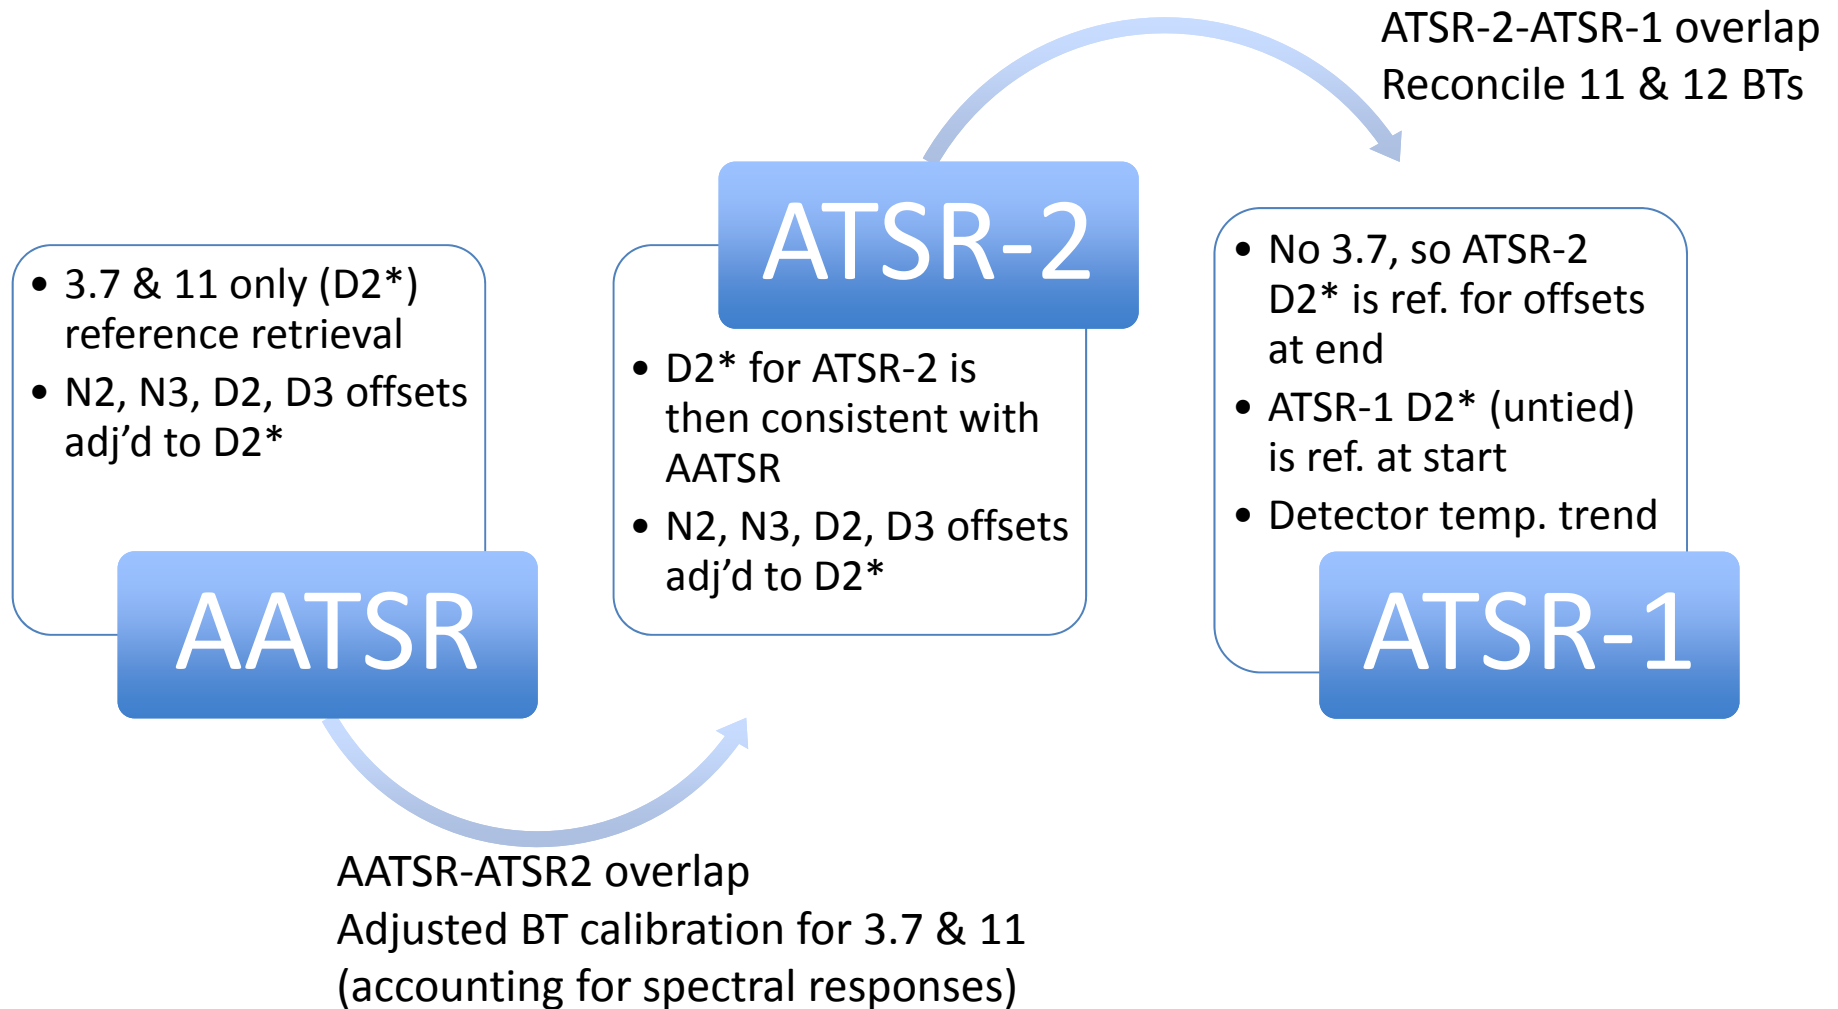 • 3.7 & 11 only (D2*)
reference retrieval
• N2, N3, D2, D3 offsets
adj’d to D2*
AATSR
AATSR-ATSR2 overlap
Adjusted BT calibration for 3.7 & 11
(accounting for spectral responses)
ATSR-2
• D2* for ATSR-2 is
then consistent with
AATSR
• N2, N3, D2, D3 offsets
adj’d to D2*
ATSR-2-ATSR-1 overlap
Reconcile 11 & 12 BTs
• No 3.7, so ATSR-2
D2* is ref. for offsets
at end
• ATSR-1 D2* (untied)
is ref. at start
• Detector temp. trend
ATSR-1